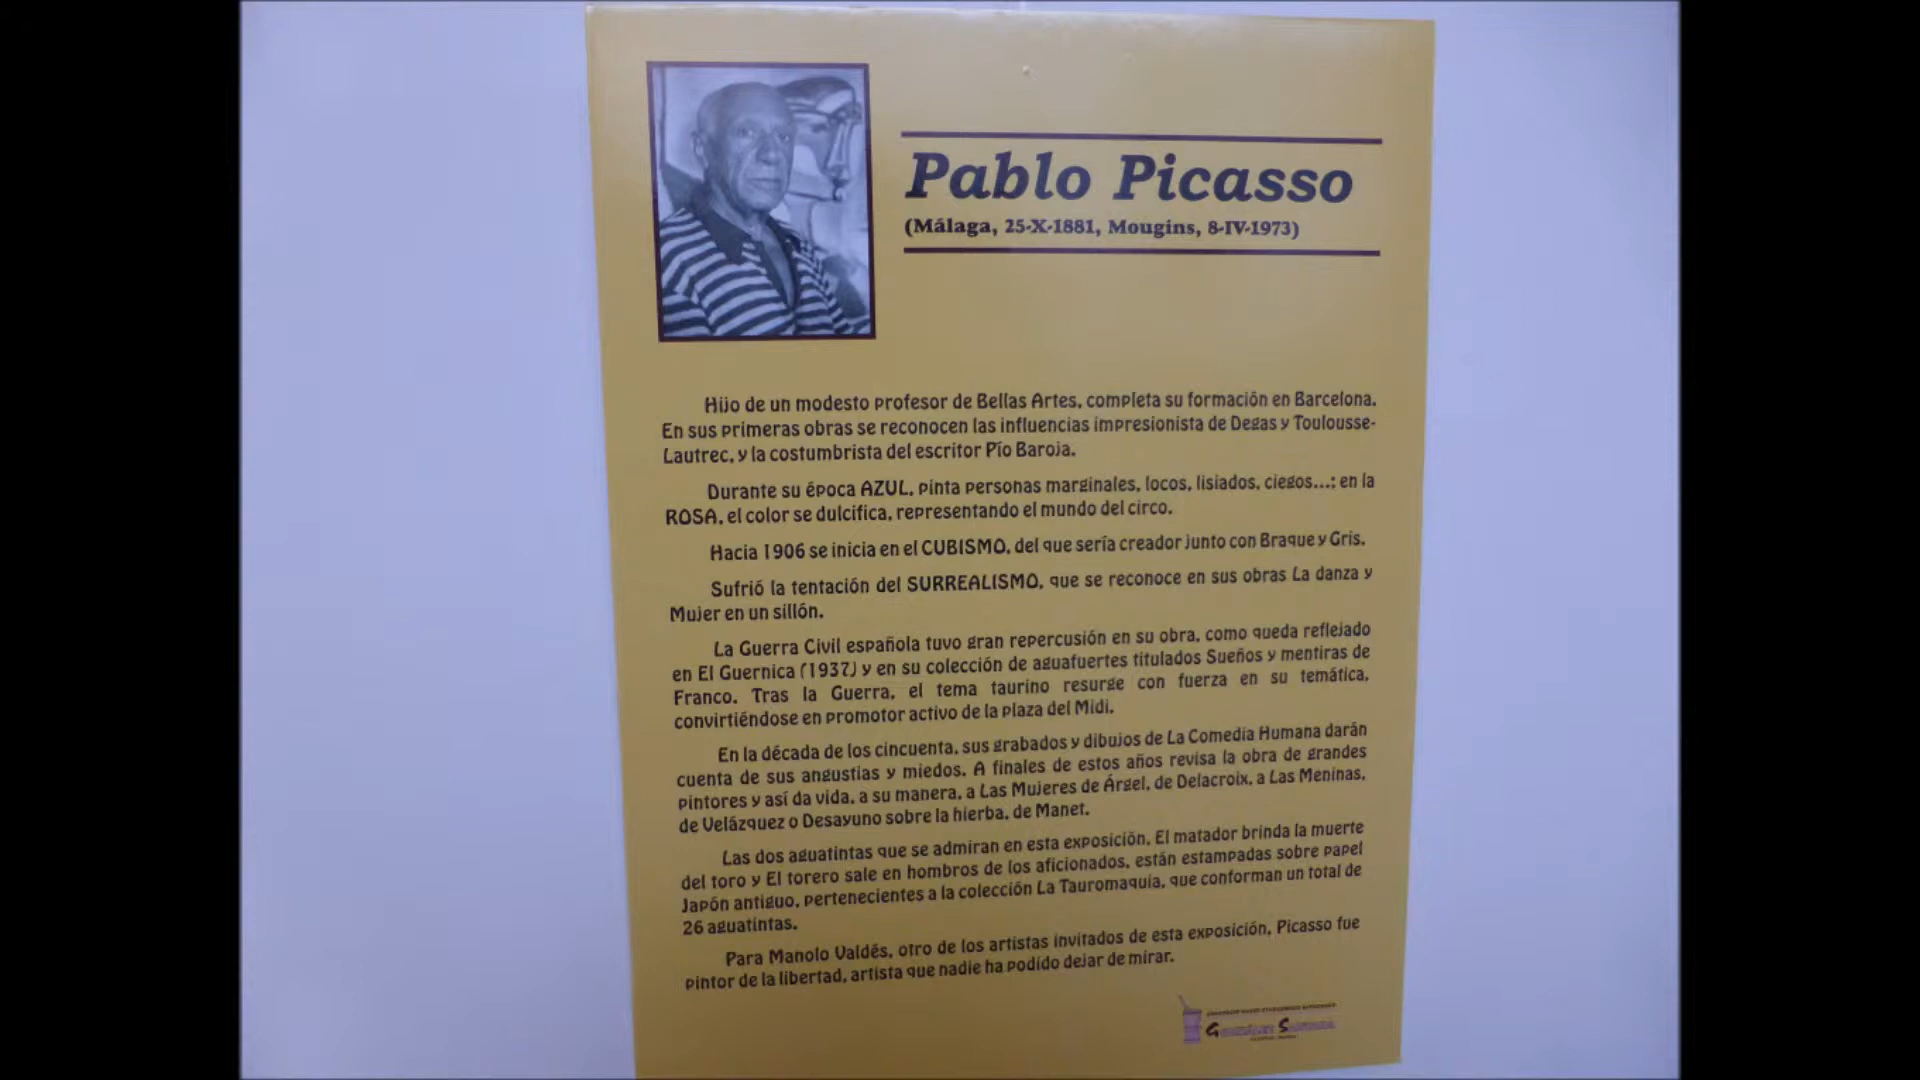 Pablo Picasso
(Málaga, 25-X-1881, Mougins, 8-IV-1973)
Hijo de un modesto profesor de Bellas Artes, completa su formación en Barcelona.
En sus primeras obras se reconocen las influencias impresionista de Degas y Toulousse-
Lautrec, y la costumbrista del escritor Pío Baroja.
Durante su época AZUL, pinta personas marginales, locos, lisiados, ciegos...; en la
ROSA, el color se dulcifica, representando el mundo del circo.
Hacia 1906 se inicia en el CUBISMO, del que sería creador junto con Braque y Gris.
Sufrió la tentación del SURREALISMO, que se reconoce en sus obras La danza y
Mujer en un sillón.
La Guerra Civil española tuvo gran repercusión en su obra, como queda reflejado
en El Guernica (1937) y en su colección de aguafuertes titulados Sueños y mentiras de
Franco. Tras la Guerra, el tema taurino resurge con fuerza en su temática,
convirtiéndose en promotor activo de la plaza del Midi.
En la década de los cincuenta, sus grabados y dibujos de La Comedia Humana darán
cuenta de sus angustias y miedos. A finales de estos años revisa la obra de grandes
pintores y así da vida, a su manera, a Las Mujeres de Árgel, de Delacroix, a Las Meninas,
de Velázquez o Desayuno sobre la hierba, de Manet.
Las dos aguatintas que se admiran en esta exposición, El matador brinda la muerte
del toro y El torero sale en hombros de los aficionados, están estampadas sobre papel
Japón antiguo, pertenecientes a la colección La Tauromaquia, que conforman un total de
26 aguatintas.
Para Manolo Valdés, otro de los artistas invitados de esta exposición, Picasso fue
pintor de la libertad, artista que nadie ha podido dejar de mirar.